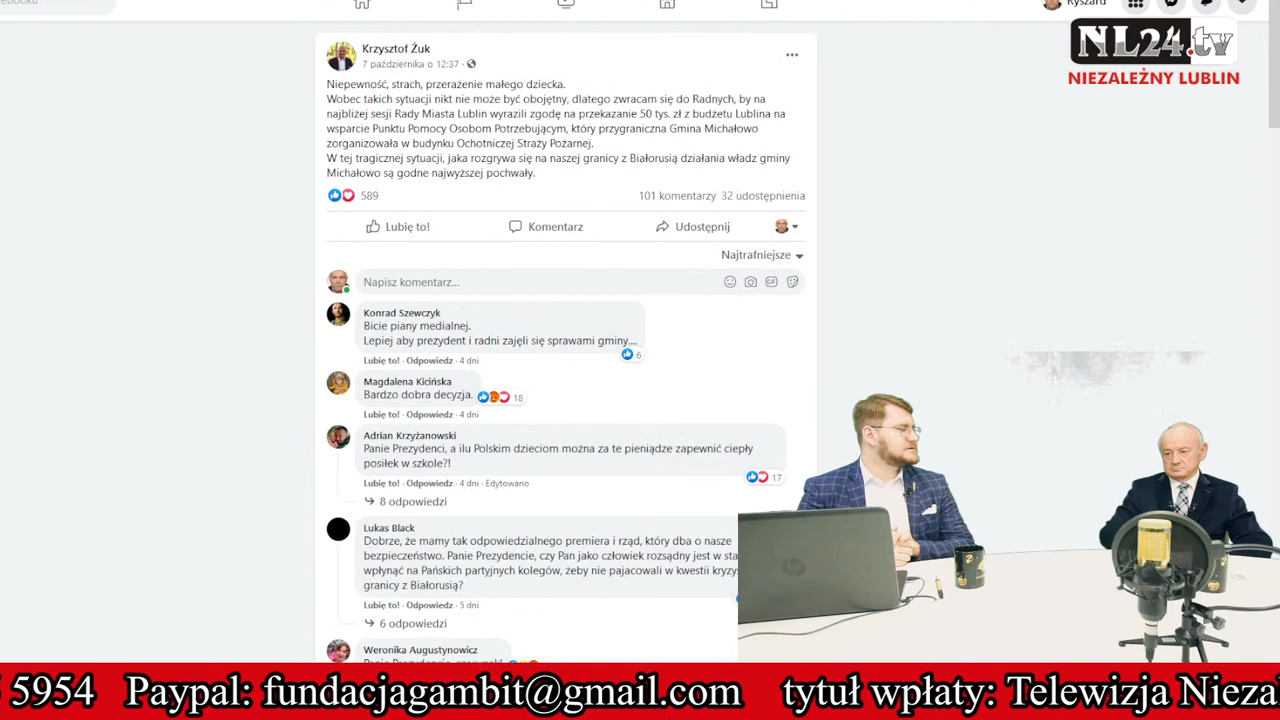 Ryszard
NL24.tv
NIEZALEŻNY LUBLIN
Krzysztof Żuk
7 października o 12:37 ·
Niepewność, strach, przerażenie małego dziecka.
Wobec takich sytuacji nikt nie może być obojętny, dlatego zwracam się do Radnych, by na
najbliżej sesji Rady Miasta Lublin wyrazili zgodę na przekazanie 50 tys. zł z budżetu Lublina na
wsparcie Punktu Pomocy Osobom Potrzebującym, który przygraniczna Gmina Michałowo
zorganizowała w budynku Ochotniczej Straży Pożarnej.
W tej tragicznej sytuacji, jaka rozgrywa się na naszej granicy z Białorusią działania władz gminy
Michałowo są godne najwyższej pochwały.
589
101 komentarzy 32 udostępnienia
Lubię to!
Komentarz
Udostępnij
Najtrafniejsze
Napisz komentarz...
GIF
Konrad Szewczyk
Bicie piany medialnej.
Lepiej aby prezydent i radni zajęli się sprawami gminy....
6
Lubię to! · Odpowiedz · 4 dni
Magdalena Kicińska
Bardzo dobra decyzja.
18
Lubię to! · Odpowiedz · 4 dni
Adrian Krzyżanowski
Panie Prezydenci, a ilu Polskim dzieciom można za te pieniądze zapewnić ciepły
posiłek w szkole?!
17
Lubię to! · Odpowiedz · 4 dni · Edytowano
8 odpowiedzi
Lukas Black
Dobrze, że mamy tak odpowiedzialnego premiera i rząd, który dba o nasze
bezpieczeństwo. Panie Prezydencie, czy Pan jako człowiek rozsądny jest w sta
wpłynąć na Pańskich partyjnych kolegów, żeby nie pajacowali w kwestii kryzy
granicy z Białorusią?
Lubię to! · Odpowiedz · 5 dni
6 odpowiedzi
Weronika Augustynowicz
hp
5954 Paypal: fundacjagambit@gmail.com tytuł wpłaty: Telewizja Nieza